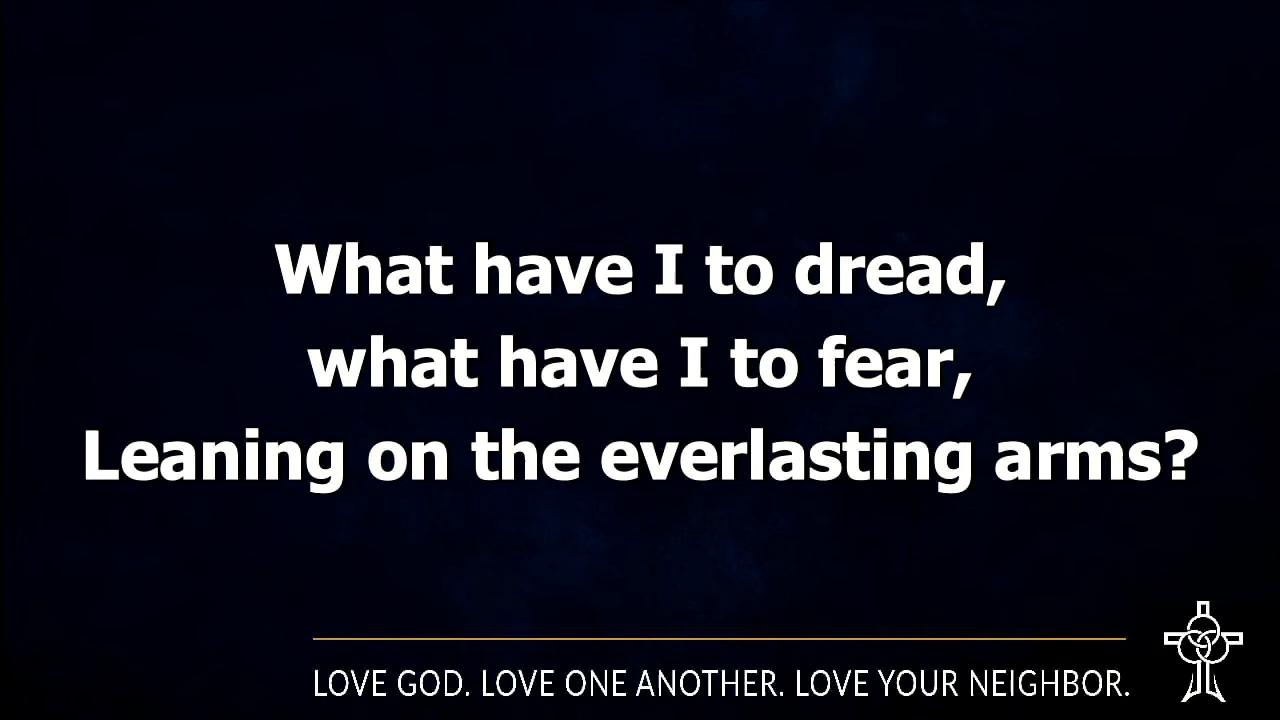 What have I to dread,
what have I to fear,
Leaning on the everlasting arms?
LOVE GOD. LOVE ONE ANOTHER. LOVE YOUR NEIGHBOR.